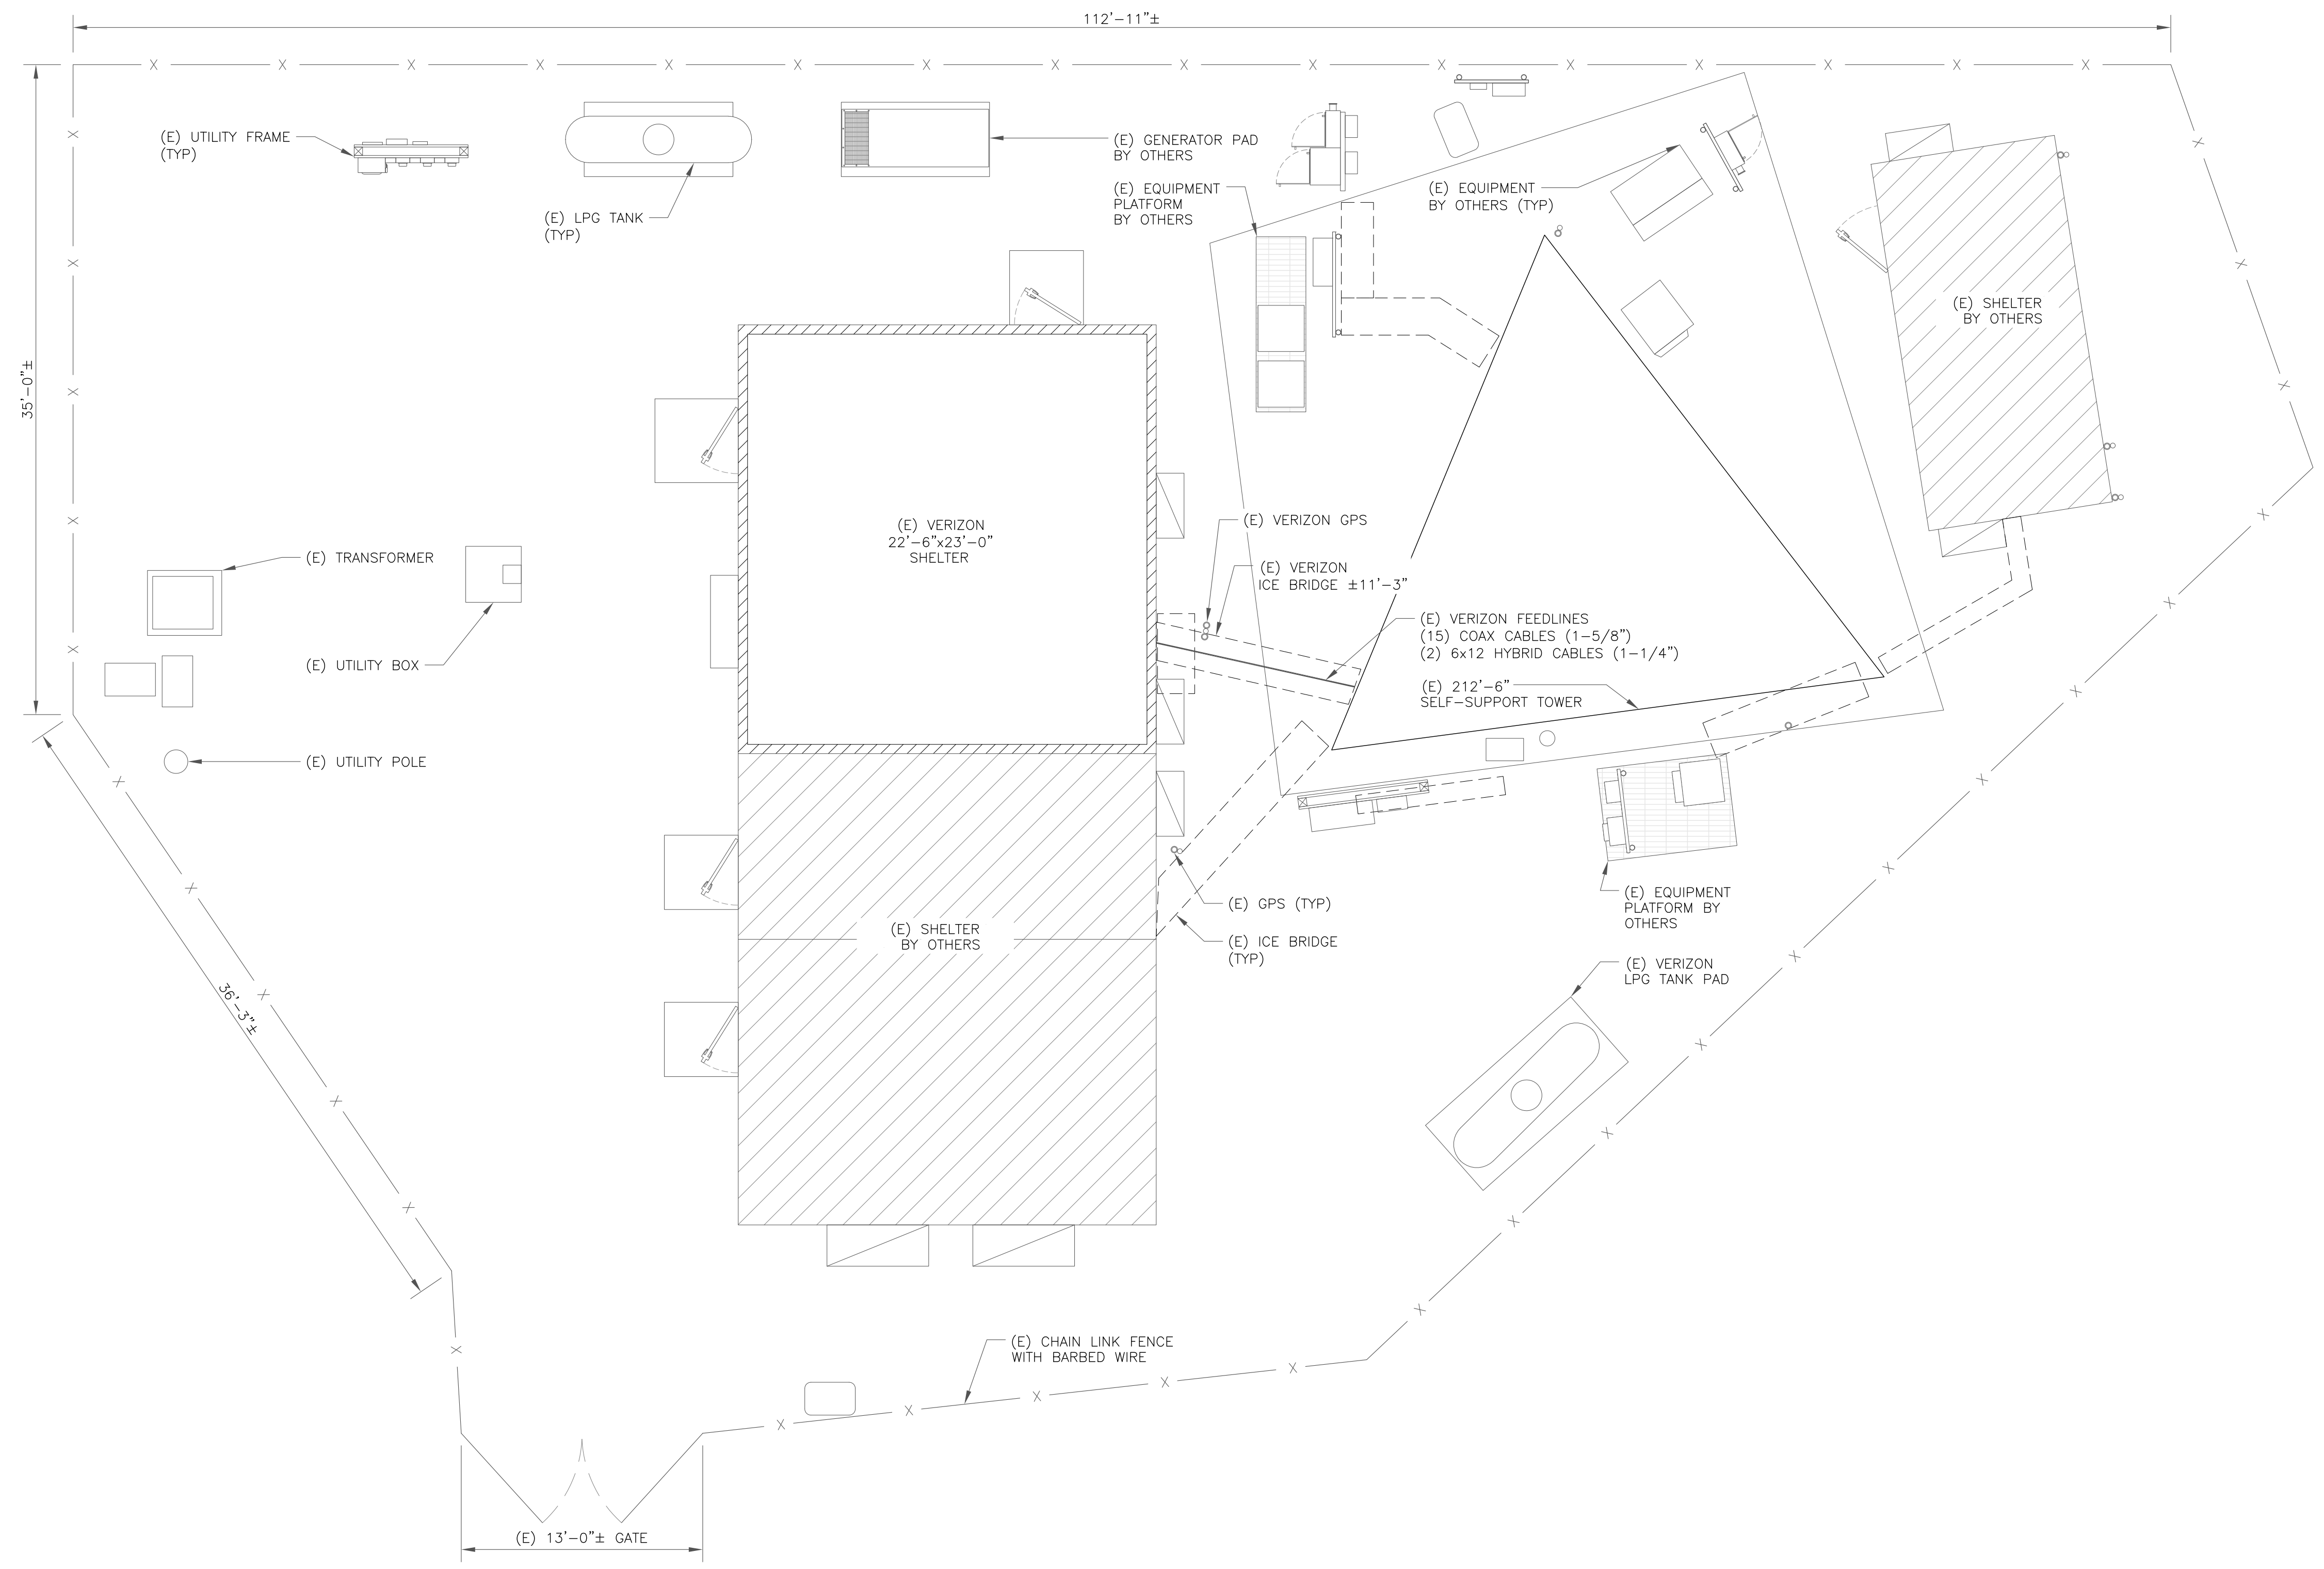 112'-11"±
(E) UTILITY FRAME
(TYP)
(E) LPG TANK
(TYP)
(E) GENERATOR PAD
BY OTHERS
(E) EQUIPMENT
PLATFORM
BY OTHERS
(E) EQUIPMENT
BY OTHERS (TYP)
(E) SHELTER
BY OTHERS
35'-0"±
(E) VERIZON
22'-6"x23'-0"
SHELTER
(E) VERIZON GPS
(E) VERIZON
ICE BRIDGE ±11'-3"
(E) TRANSFORMER
(E) UTILITY BOX
(E) VERIZON FEEDLINES
(15) COAX CABLES (1-5/8")
(2) 6x12 HYBRID CABLES (1-1/4")
(E) 212'-6"
SELF-SUPPORT TOWER
(E) UTILITY POLE
(E) GPS (TYP)
(E) ICE BRIDGE
(TYP)
(E) EQUIPMENT
PLATFORM BY
OTHERS
(E) SHELTER
BY OTHERS
(E) VERIZON
LPG TANK PAD
36'-3"±
(E) CHAIN LINK FENCE
WITH BARBED WIRE
(E) 13'-0"± GATE